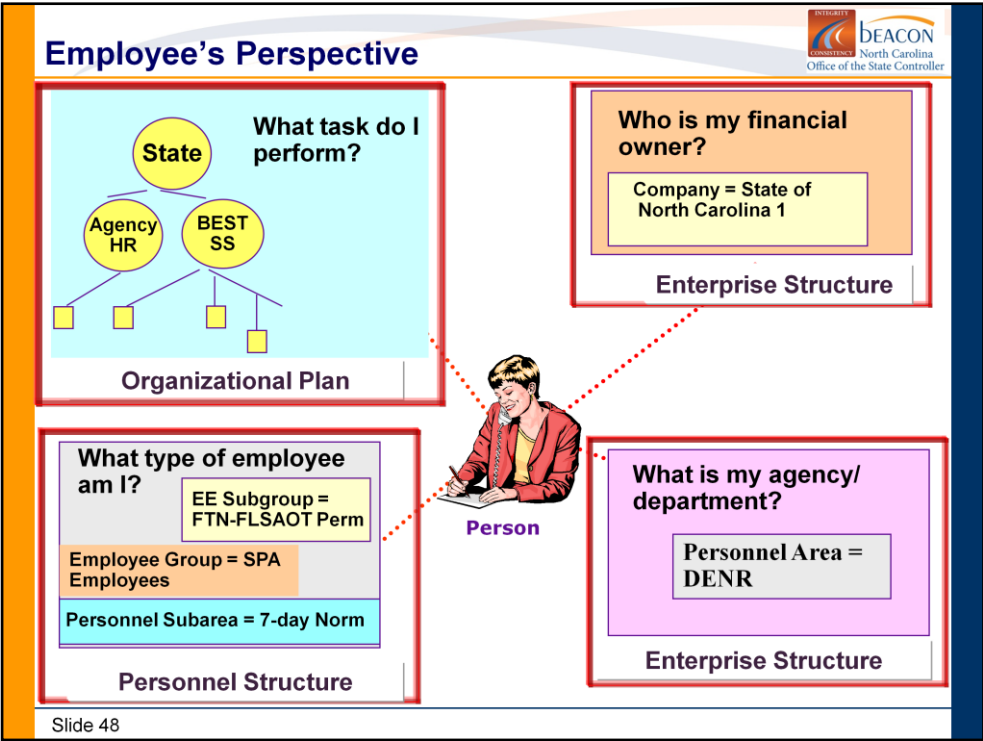 Employee's Perspective
INTEGRITY
CONSISTENCY
BEACON
North Carolina
Office of the State Controller
What task do I
perform?
State
Agency
HR
BEST
SS
Organizational Plan
Who is my financial
owner?
Company = State of
North Carolina 1
Enterprise Structure
Person
What type of employee
am I?
EE Subgroup =
FTN-FLSAOT Perm
Employee Group = SPA
Employees
Personnel Subarea = 7-day Norm
Personnel Structure
What is my agency/
department?
Personnel Area =
DENR
Enterprise Structure
Slide 48